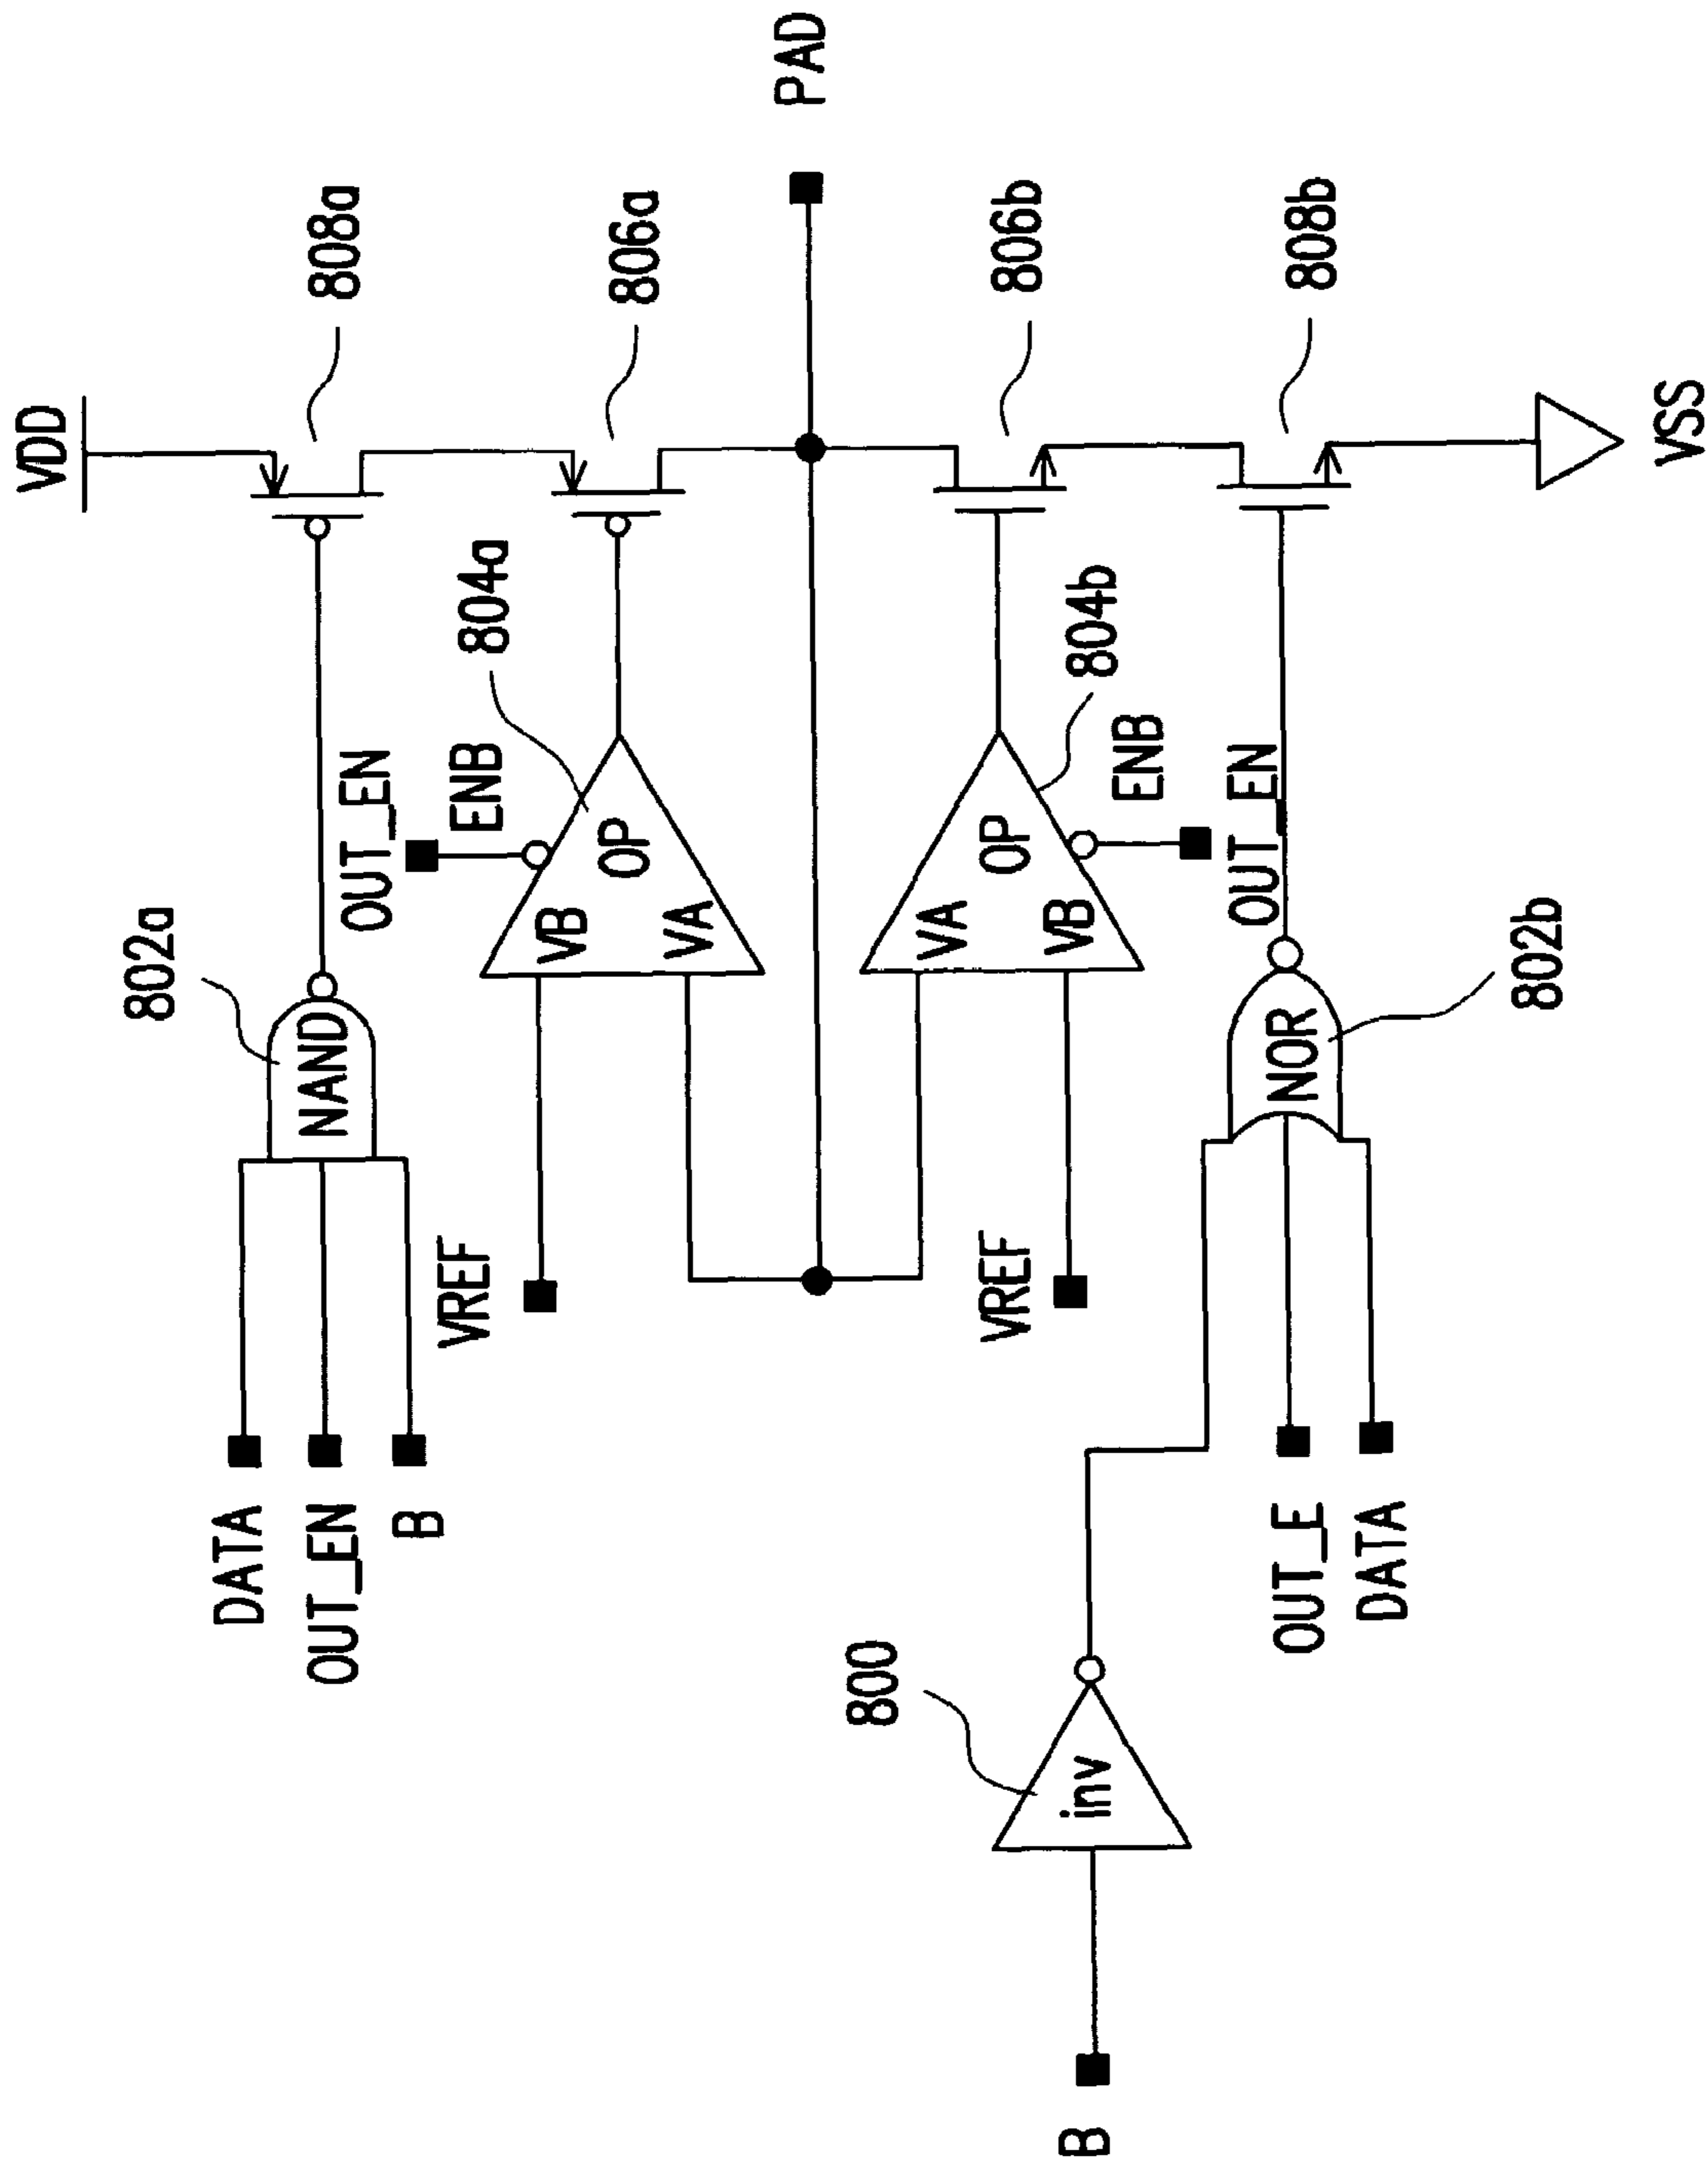 VDD
808a
806a
PAD
806b
808b
VSS
802a
OUT_EN
ENB
804a
NAND
VB
OP
VA
VA
OP
VB
804b
ENB
OUT_EN
NOR
802b
DATA
OUT_EN
B
VREF
VREF
OUT_E
DATA
800
inv
B